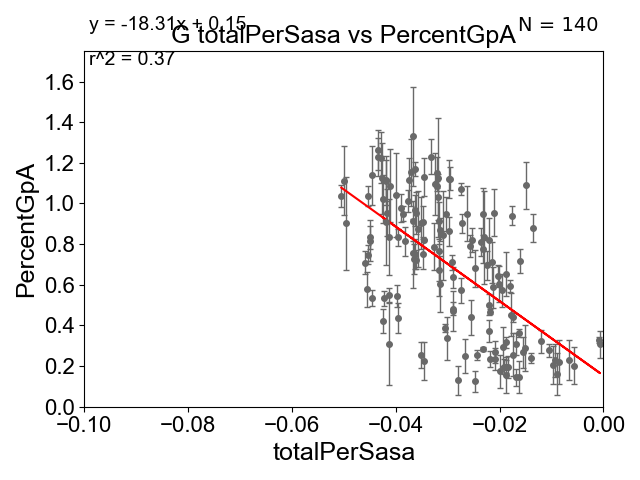 y = -18.31x + 0.15
G totalPerSasa vs PercentGpA
N = 140
r^2 = 0.37
PercentGpA
1.6
1.4
1.2
1.0
0.8
0.6
0.4
0.2
0.0
−0.10
−0.08
−0.06
−0.04
−0.02
0.00
totalPerSasa